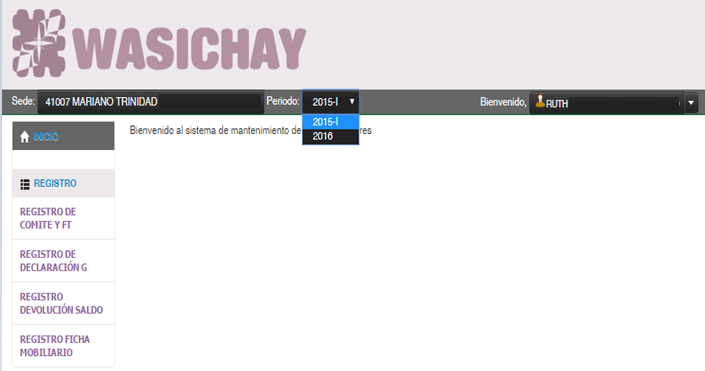 WASICHAY
Sede: 41007 MARIANO TRINIDAD Periodo: 2015-I Bienvenido, RUTH
2015-I
2016
INICIO
Bienvenido al sistema de mantenimiento de res
REGISTRO
REGISTRO DE
COMITE Y FT
REGISTRO DE
DECLARACIÓN G
REGISTRO
DEVOLUCIÓN SALDO
REGISTRO FICHA
MOBILIARIO